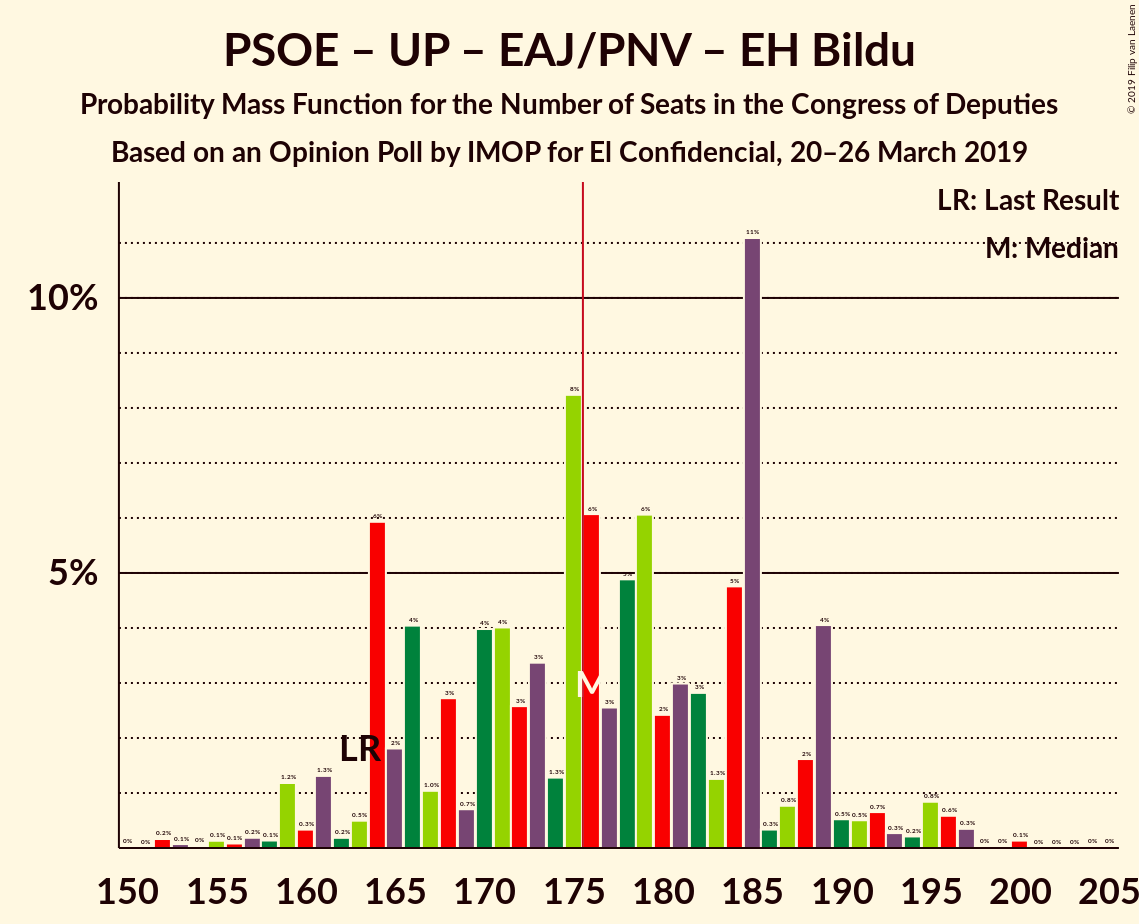 PSOE – UP – EAJ/PNV – EH Bildu
Probability Mass Function for the Number of Seats in the Congress of Deputies
Based on an Opinion Poll by IMOP for El Confidencial, 20–26 March 2019
© 2019 Filip van Laenen
LR: Last Result
M: Median
10%
5%
0% 0% 0.2% 0.1% 0% 0.1% 0.1% 0.2% 0.1% 1.2% 0.3% 1.3% 0.2% 0.5% 6% 2% 4% 1.0% 3% 0.7% 4% 4% 3% 3% 1.3% 8% 6% 3% 5% 6% 2% 3% 3% 1.3% 5% 11% 0.3% 0.8% 2% 4% 0.5% 0.5% 0.7% 0.3% 0.2% 0.8% 0.6% 0.3% 0% 0% 0.1% 0% 0% 0% 0% 0%
LR
M
150 155 160 165 170 175 180 185 190 195 200 205